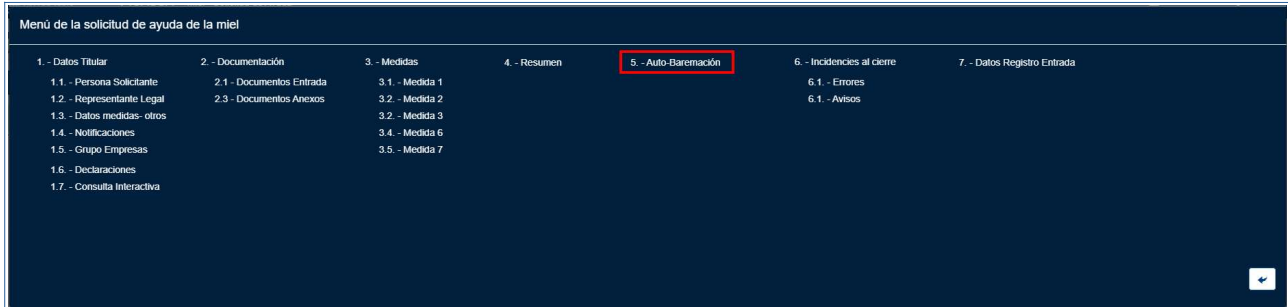 Menú de la solicitud de ayuda de la miel
1. - Datos Titular
1.1. - Persona Solicitante
1.2. - Representante Legal
1.3. - Datos medidas- otros
1.4. - Notificaciones
1.5. - Grupo Empresas
1.6. - Declaraciones
1.7. - Consulta Interactiva
2. - Documentación
2.1 - Documentos Entrada
2.3 - Documentos Anexos
3. - Medidas
3.1. - Medida 1
3.2. - Medida 2
3.2. - Medida 3
3.4. - Medida 6
3.5. - Medida 7
4. - Resumen
5. - Auto-Baremación
6. - Incidencies al cierre
6.1. - Errores
6.1. - Avisos
7. - Datos Registro Entrada